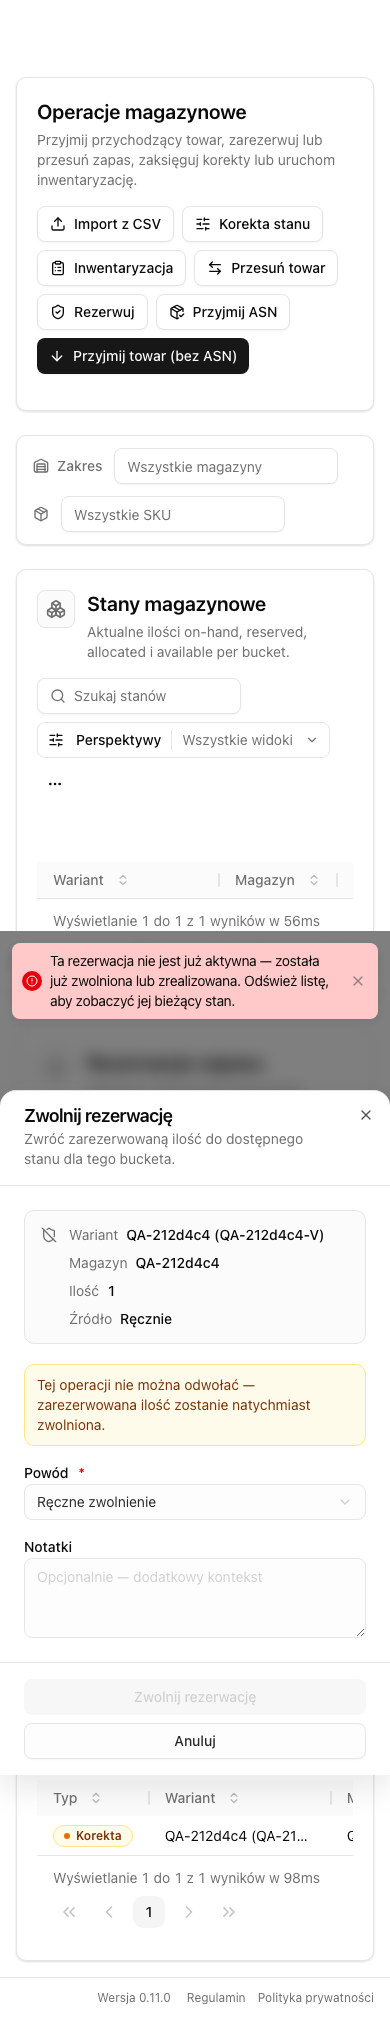 Operacje magazynowe
Przyjmij przychodzący towar, zarezerwuj lub
przesuń zapas, zaksięguj korekty lub uruchom
inwentaryzację.
Import z CSV
Korekta stanu
Inwentaryzacja
Przesuń towar
Rezerwuj
Przyjmij ASN
Przyjmij towar (bez ASN)
Zakres
Wszystkie magazyny
Wszystkie SKU
Stany magazynowe
Aktualne ilości on-hand, reserved,
allocated i available per bucket.
Szukaj stanów
Perspektywy
Wszystkie widoki
...
Wariant
Magazyn
Wyświetlanie 1 do 1 z 1 wyników w 56ms
Ta rezerwacja nie jest już aktywna — została
już zwolniona lub zrealizowana. Odśwież listę,
aby zobaczyć jej bieżący stan.
Zwolnij rezerwację
Zwróć zarezerwowaną ilość do dostępnego
stanu dla tego bucketa.
Wariant QA-212d4c4 (QA-212d4c4-V)
Magazyn QA-212d4c4
Ilość 1
Źródło Ręcznie
Tej operacji nie można odwołać —
zarezerwowana ilość zostanie natychmiast
zwolniona.
Powód *
Ręczne zwolnienie
Notatki
Opcjonalnie — dodatkowy kontekst
Zwolnij rezerwację
Anuluj
Typ
Wariant
Korekta
QA-212d4c4 (QA-21...
Wyświetlanie 1 do 1 z 1 wyników w 98ms
1
Wersja 0.11.0
Regulamin
Polityka prywatności